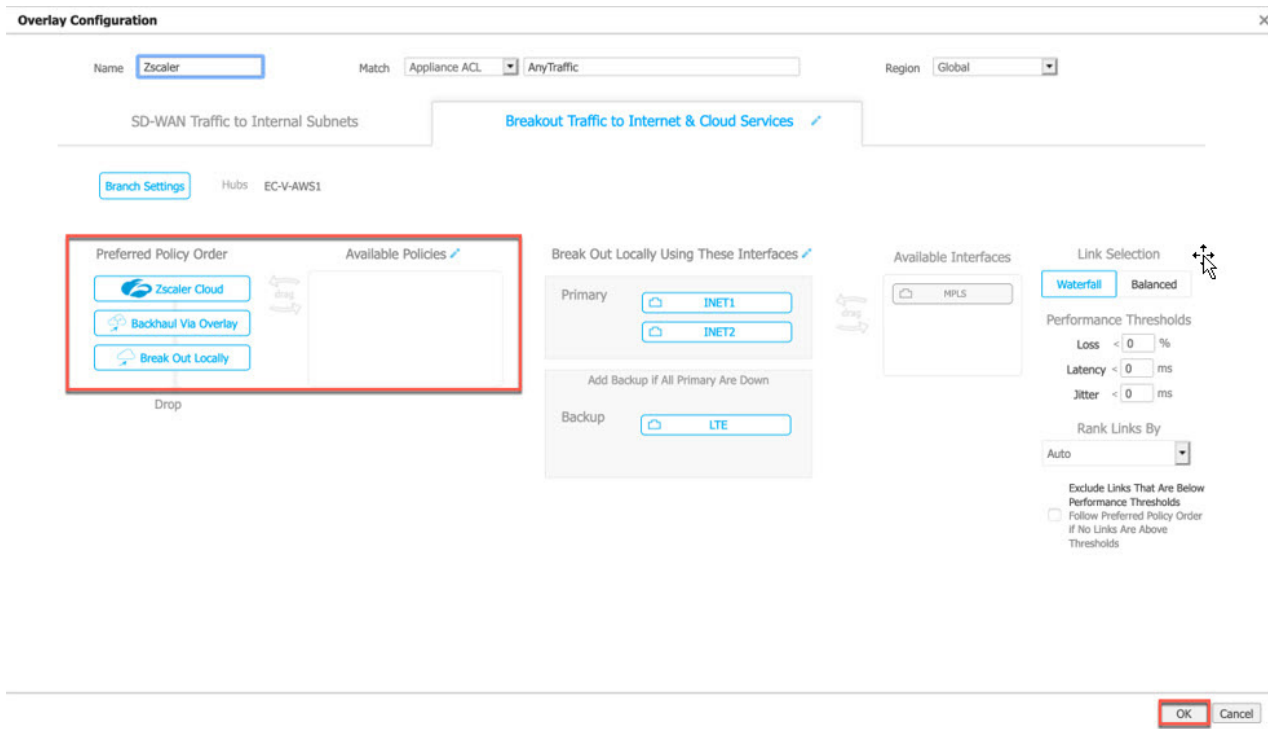 Overlay Configuration
Name Zscaler Match Appliance ACL AnyTraffic Region Global
SD-WAN Traffic to Internal Subnets
Breakout Traffic to Internet & Cloud Services
Branch Settings Hubs EC-V-AWS1
Preferred Policy Order
Zscaler Cloud
Backhaul Via Overlay
Break Out Locally
Drop
drag
Available Policies
Break Out Locally Using These Interfaces
Primary
INET1
INET2
Add Backup if All Primary Are Down
Backup
LTE
drag
Available Interfaces
MPLS
Link Selection
Waterfall Balanced
Performance Thresholds
Loss < 0 %
Latency < 0 ms
Jitter < 0 ms
Rank Links By
Auto
Exclude Links That Are Below
Performance Thresholds
Follow Preferred Policy Order
if No Links Are Above
Thresholds
OK Cancel